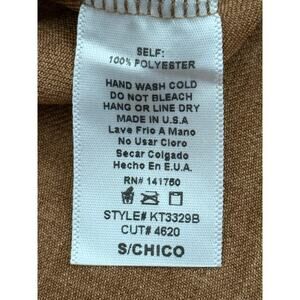 SELF:
100% POLYESTER
HAND WASH COLD
DO NOT BLEACH
HANG OR LINE DRY
MADE IN U.S.A
Lave Frio A Mano
No Usar Cloro
Secar Colgado
Hecho En E.U.A.
RN# 141750
STYLE# KT3329B
CUT# 4620
S/CHICO